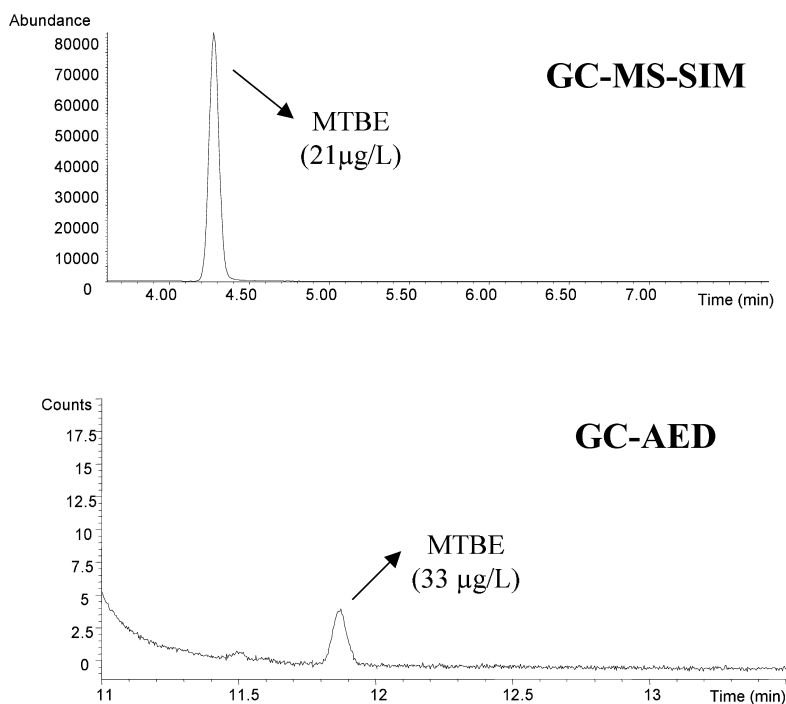 Abundance
80000
70000
60000
50000
40000
30000
20000
10000
0
GC-MS-SIM
MTBE
(21µg/L)
4.00 4.50 5.00 5.50 6.00 6.50 7.00
Time (min)
Counts
17.5
15
12.5
10
7.5
5
2.5
0
GC-AED
MTBE
(33 µg/L)
11 11.5 12 12.5 13
Time (min)